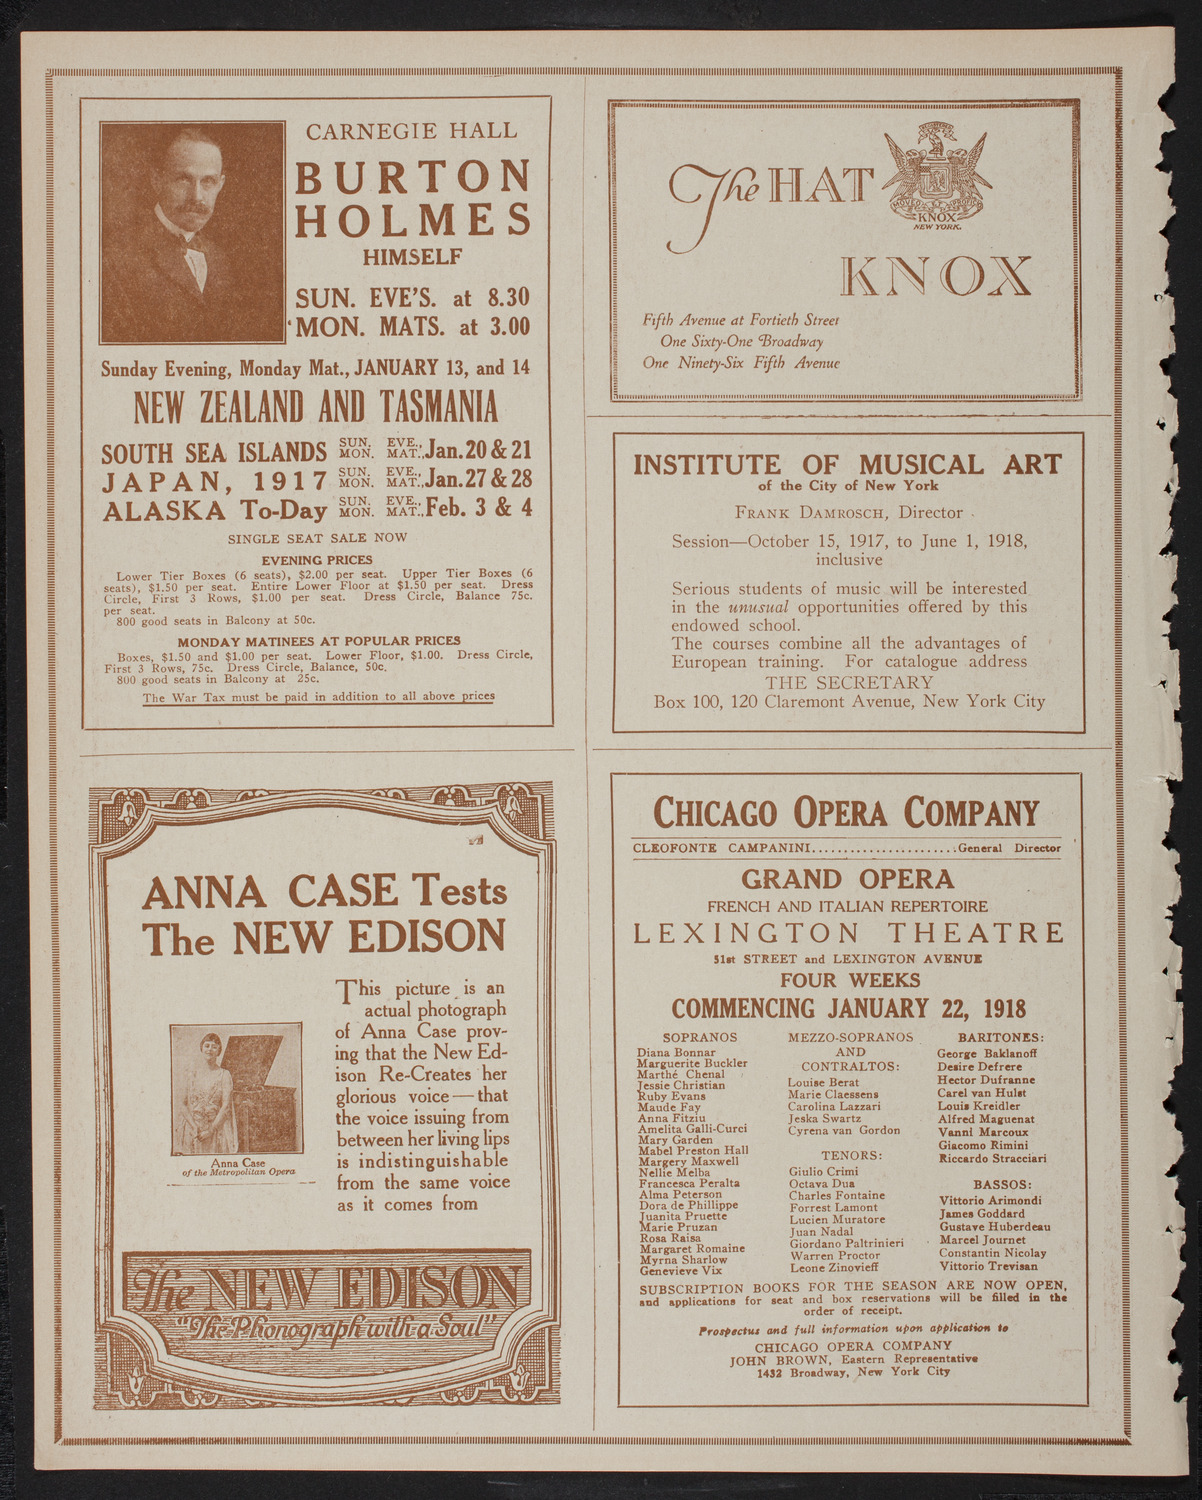 CARNEGIE HALL
BURTON
HOLMES
HIMSELF
SUN. EVE'S. at 8.30
MON. MATS. at 3.00
Sunday Evening, Monday Mat., JANUARY 13, and 14
NEW ZEALAND AND TASMANIA
SOUTH SEA ISLANDS SUN. EVE., MON. MAT., Jan. 20 & 21
JAPAN, 1917 SUN. EVE., MON. MAT., Jan. 27 & 28
ALASKA To-Day SUN. EVE., MON. MAT., Feb. 3 & 4
SINGLE SEAT SALE NOW
EVENING PRICES
Lower Tier Boxes (6 seats), $2.00 per seat. Upper Tier Boxes (6
seats), $1.50 per seat. Entire Lower Floor at $1.50 per seat. Dress
Circle, First 3 Rows, $1.00 per seat. Dress Circle, Balance 75c.
per seat.
800 good seats in Balcony at 50c.
MONDAY MATINEES AT POPULAR PRICES
Boxes, $1.50 and $1.00 per seat. Lower Floor, $1.00. Dress Circle,
First 3 Rows, 75c. Dress Circle, Balance, 50c.
800 good seats in Balcony at 25c.
The War Tax must be paid in addition to all above prices
The HAT
KNOX
NEW YORK.
KNOX
Fifth Avenue at Fortieth Street
One Sixty-One Broadway
One Ninety-Six Fifth Avenue
INSTITUTE OF MUSICAL ART
of the City of New York
FRANK DAMROSCH, Director
Session—October 15, 1917, to June 1, 1918,
inclusive
Serious students of music will be interested
in the unusual opportunities offered by this
endowed school.
The courses combine all the advantages of
European training. For catalogue address
THE SECRETARY
Box 100, 120 Claremont Avenue, New York City
ANNA CASE Tests
The NEW EDISON
This picture is an
actual photograph
of Anna Case prov-
ing that the New Ed-
ison Re-Creates her
glorious voice—that
the voice issuing from
between her living lips
is indistinguishable
from the same voice
as it comes from
Anna Case
of the Metropolitan Opera
The NEW EDISON
"The Phonograph with a Soul"
CHICAGO OPERA COMPANY
CLEOFONTE CAMPANINI.......................General Director
GRAND OPERA
FRENCH AND ITALIAN REPERTOIRE
LEXINGTON THEATRE
51st STREET and LEXINGTON AVENUE
FOUR WEEKS
COMMENCING JANUARY 22, 1918
SOPRANOS
Diana Bonnar
Marguerite Buckler
Marthé Chenal
Jessie Christian
Ruby Evans
Maude Fay
Anna Fitziu
Amelita Galli-Curci
Mary Garden
Mabel Preston Hall
Margery Maxwell
Nellie Melba
Francesca Peralta
Alma Peterson
Dora de Phillippe
Juanita Pruette
Marie Pruzan
Rosa Raisa
Margaret Romaine
Myrna Sharlow
Genevieve Vix
MEZZO-SOPRANOS
AND
CONTRALTOS:
Louise Berat
Marie Claessens
Carolina Lazzari
Jeska Swartz
Cyrena van Gordon
TENORS:
Giulio Crimi
Octava Dua
Charles Fontaine
Forrest Lamont
Lucien Muratore
Juan Nadal
Giordano Paltrinieri
Warren Proctor
Leone Zinovieff
BARITONES:
George Baklanoff
Desire Defrere
Hector Dufranne
Carel van Hulst
Louis Kreidler
Alfred Maguenat
Vanni Marcoux
Giacomo Rimini
Riccardo Stracciari
BASSOS:
Vittorio Arimondi
James Goddard
Gustave Huberdeau
Marcel Journet
Constantin Nicolay
Vittorio Trevisan
SUBSCRIPTION BOOKS FOR THE SEASON ARE NOW OPEN,
and applications for seat and box reservations will be filled in the
order of receipt.
Prospectus and full information upon application to
CHICAGO OPERA COMPANY
JOHN BROWN, Eastern Representative
1432 Broadway, New York City